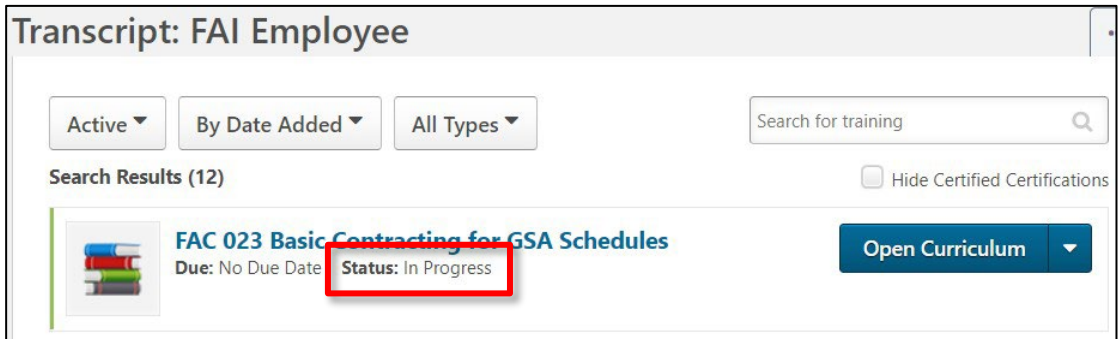 Transcript: FAI Employee
Active By Date Added All Types Search for training
Search Results (12) Hide Certified Certifications
FAC 023 Basic Contracting for GSA Schedules
Due: No Due Date Status: In Progress
Open Curriculum